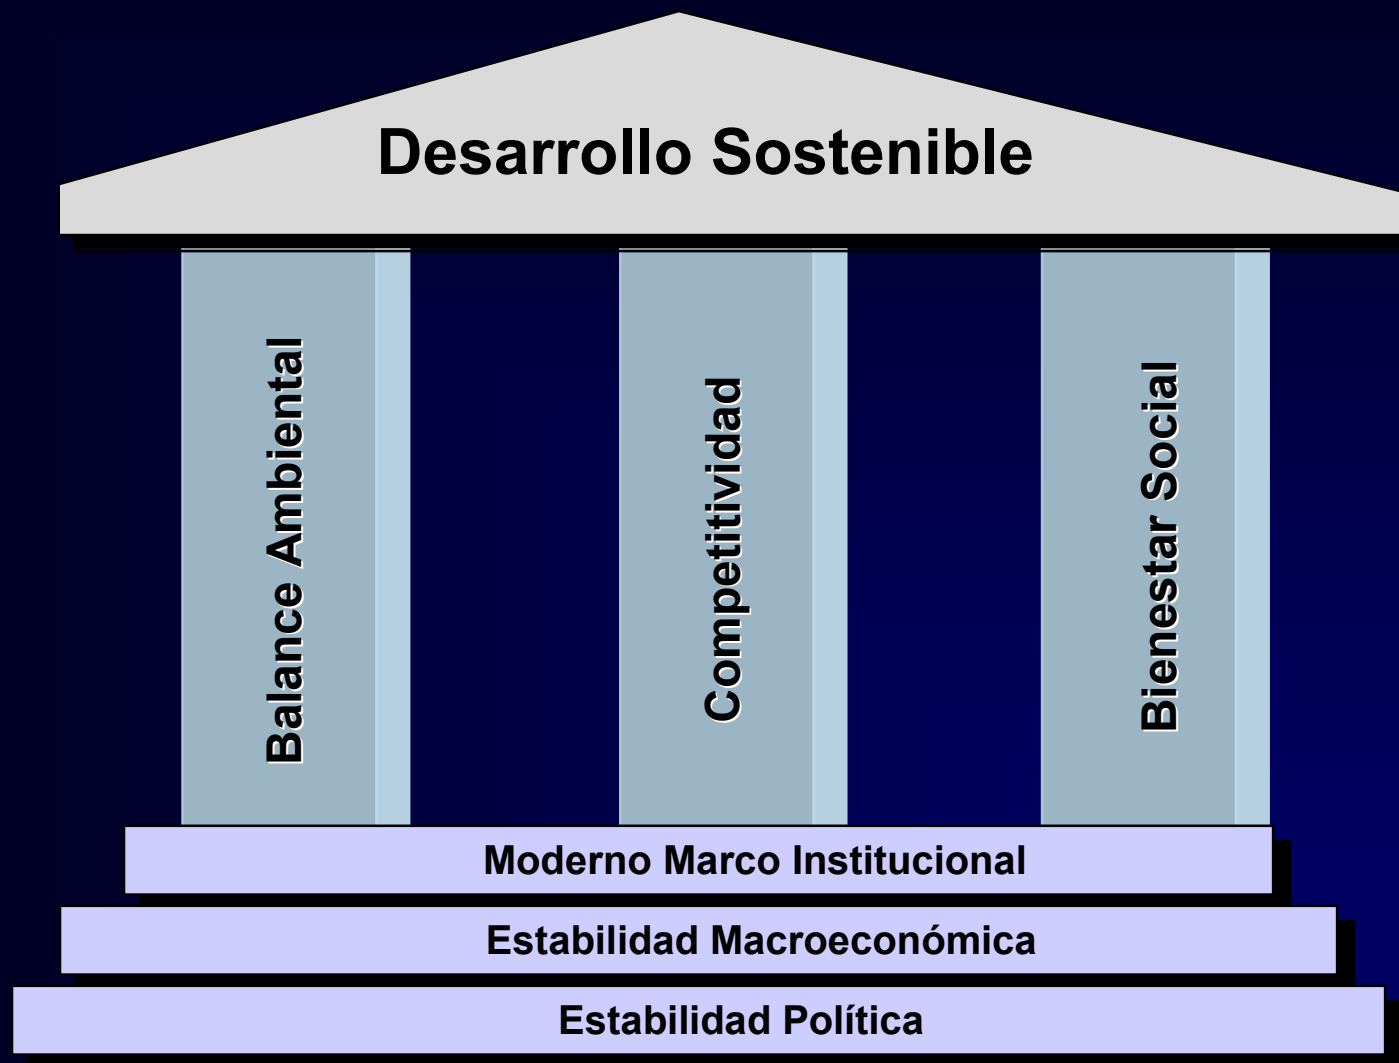 Desarrollo Sostenible
Balance Ambiental
Competitividad
Bienestar Social
Moderno Marco Institucional
Estabilidad Macroeconómica
Estabilidad Política